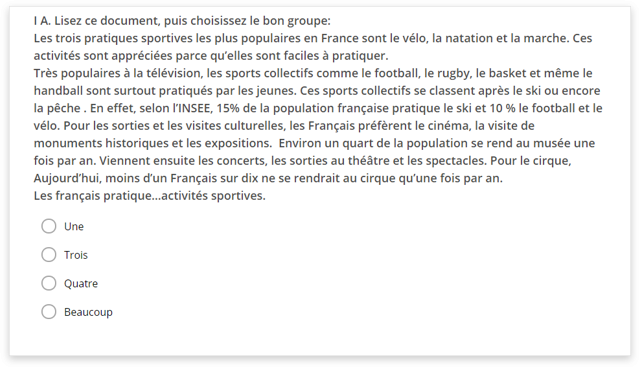 I A. Lisez ce document, puis choisissez le bon groupe:
Les trois pratiques sportives les plus populaires en France sont le vélo, la natation et la marche. Ces
activités sont appréciées parce qu’elles sont faciles à pratiquer.
Très populaires à la télévision, les sports collectifs comme le football, le rugby, le basket et même le
handball sont surtout pratiqués par les jeunes. Ces sports collectifs se classent après le ski ou encore
la pêche . En effet, selon l’INSEE, 15% de la population française pratique le ski et 10 % le football et le
vélo. Pour les sorties et les visites culturelles, les Français préfèrent le cinéma, la visite de
monuments historiques et les expositions.  Environ un quart de la population se rend au musée une
fois par an. Viennent ensuite les concerts, les sorties au théâtre et les spectacles. Pour le cirque,
Aujourd’hui, moins d’un Français sur dix ne se rendrait au cirque qu’une fois par an.
Les français pratique...activités sportives.
Une
Trois
Quatre
Beaucoup